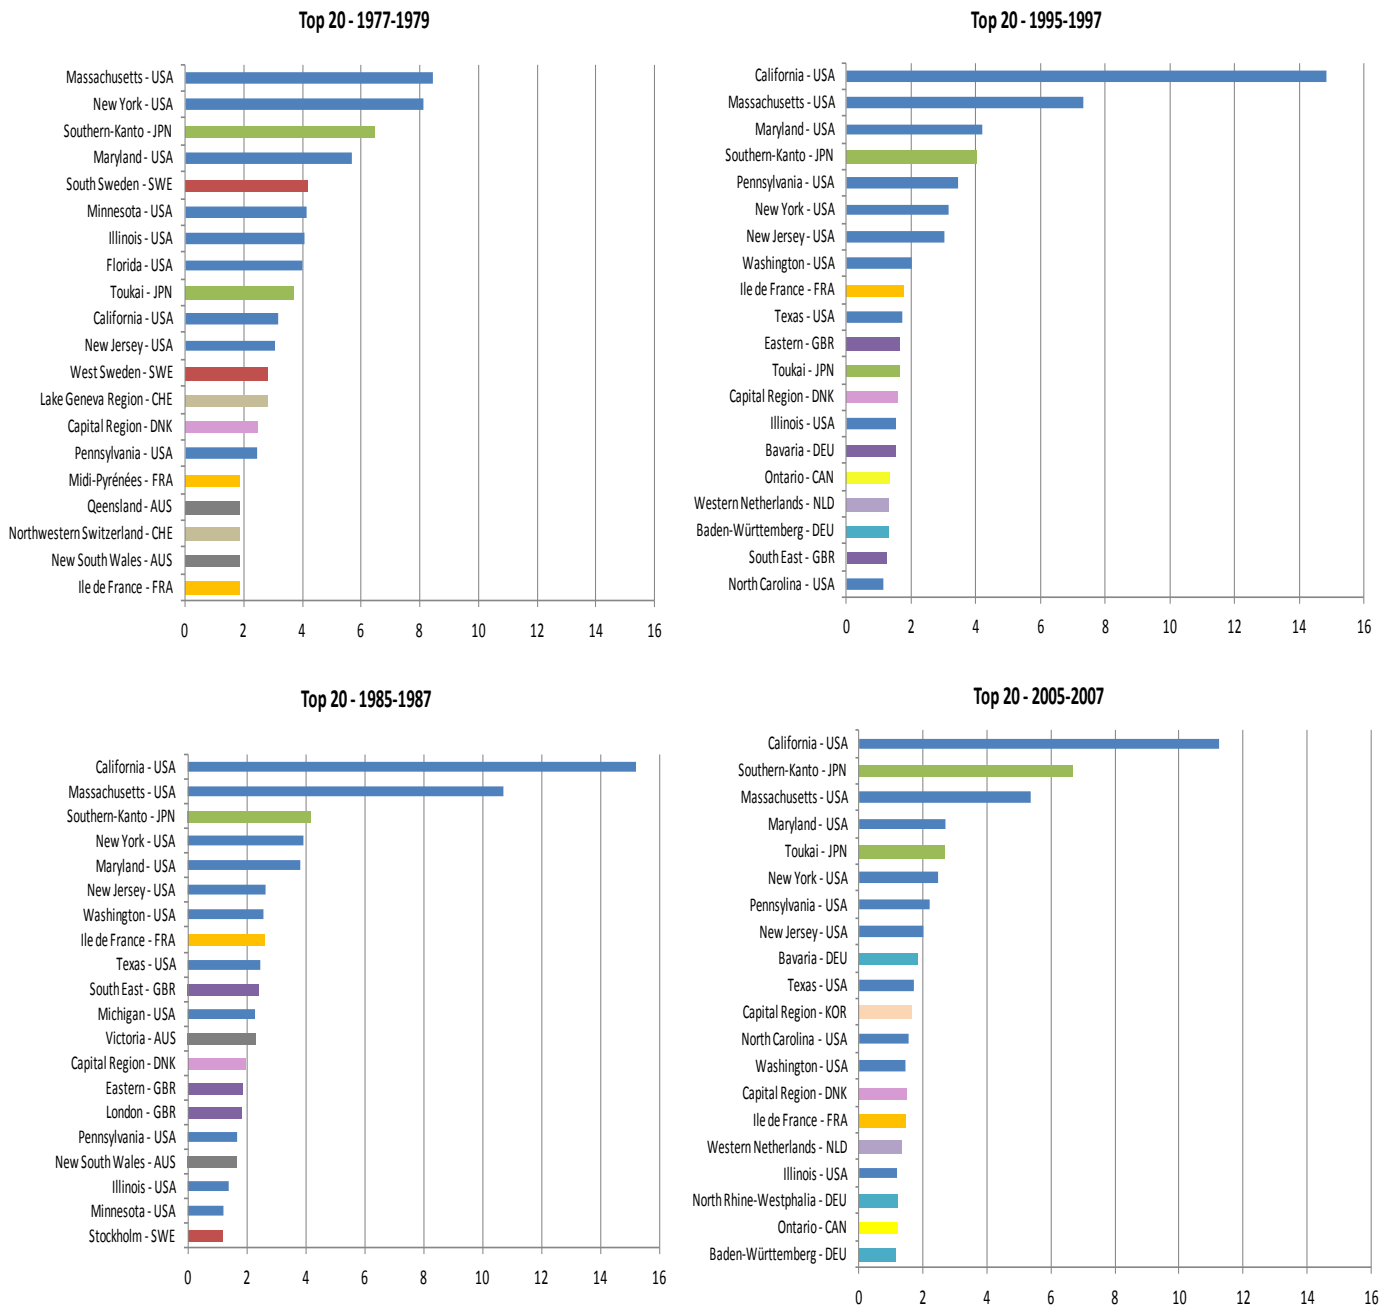 Top 20 - 1977-1979
Massachusetts - USA
New York - USA
Southern-Kanto - JPN
Maryland - USA
South Sweden - SWE
Minnesota - USA
Illinois - USA
Florida - USA
Toukai - JPN
California - USA
New Jersey - USA
West Sweden - SWE
Lake Geneva Region - CHE
Capital Region - DNK
Pennsylvania - USA
Midi-Pyrénées - FRA
Qeensland - AUS
Northwestern Switzerland - CHE
New South Wales - AUS
Ile de France - FRA
0 2 4 6 8 10 12 14 16
Top 20 - 1995-1997
California - USA
Massachusetts - USA
Maryland - USA
Southern-Kanto - JPN
Pennsylvania - USA
New York - USA
New Jersey - USA
Washington - USA
Ile de France - FRA
Texas - USA
Eastern - GBR
Toukai - JPN
Capital Region - DNK
Illinois - USA
Bavaria - DEU
Ontario - CAN
Western Netherlands - NLD
Baden-Württemberg - DEU
South East - GBR
North Carolina - USA
0 2 4 6 8 10 12 14 16
Top 20 - 1985-1987
California - USA
Massachusetts - USA
Southern-Kanto - JPN
New York - USA
Maryland - USA
New Jersey - USA
Washington - USA
Ile de France - FRA
Texas - USA
South East - GBR
Michigan - USA
Victoria - AUS
Capital Region - DNK
Eastern - GBR
London - GBR
Pennsylvania - USA
New South Wales - AUS
Illinois - USA
Minnesota - USA
Stockholm - SWE
0 2 4 6 8 10 12 14 16
Top 20 - 2005-2007
California - USA
Southern-Kanto - JPN
Massachusetts - USA
Maryland - USA
Toukai - JPN
New York - USA
Pennsylvania - USA
New Jersey - USA
Bavaria - DEU
Texas - USA
Capital Region - KOR
North Carolina - USA
Washington - USA
Capital Region - DNK
Ile de France - FRA
Western Netherlands - NLD
Illinois - USA
North Rhine-Westphalia - DEU
Ontario - CAN
Baden-Württemberg - DEU
0 2 4 6 8 10 12 14 16